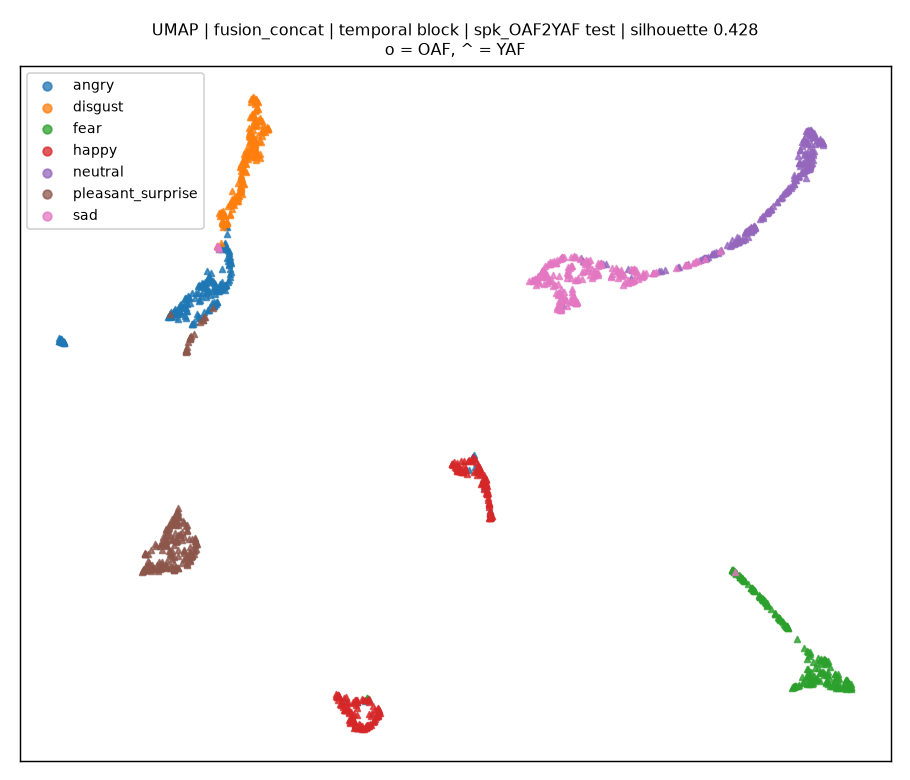 UMAP | fusion_concat | temporal block | spk_OAF2YAF test | silhouette 0.428
o = OAF, ^ = YAF
angry
disgust
fear
happy
neutral
pleasant_surprise
sad